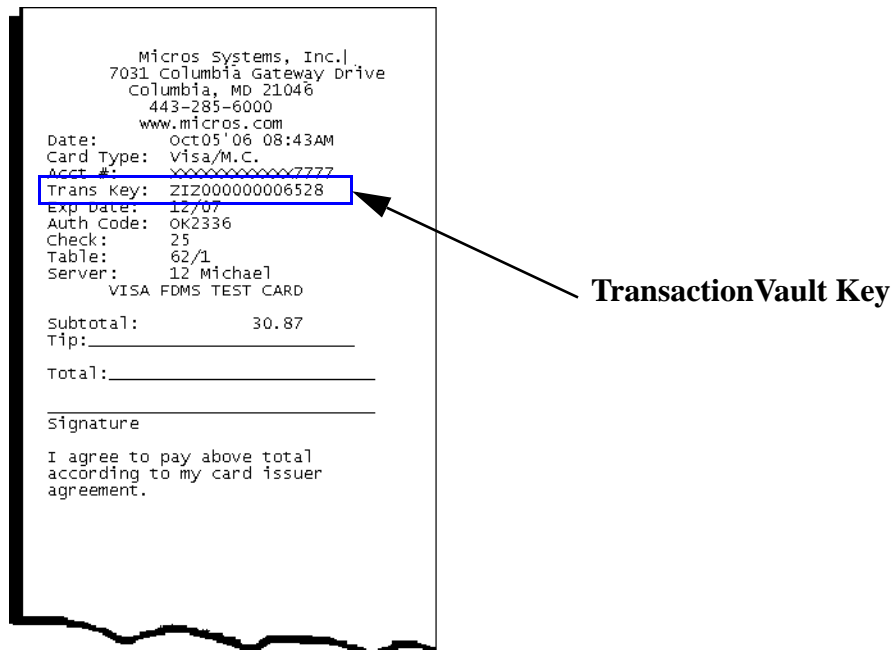 Micros Systems, Inc.|
7031 Columbia Gateway Drive
Columbia, MD 21046
443-285-6000
www.micros.com
Date: Oct05'06 08:43AM
Card Type: Visa/M.C.
Acct #: XXXXXXXXXXXX7777
Trans Key: ZIZ000000006528
Exp Date: 12/07
Auth Code: OK2336
Check: 25
Table: 62/1
Server: 12 Michael
VISA FDMS TEST CARD
Subtotal: 30.87
Tip:
Total:
Signature
I agree to pay above total
according to my card issuer
agreement.
TransactionVault Key